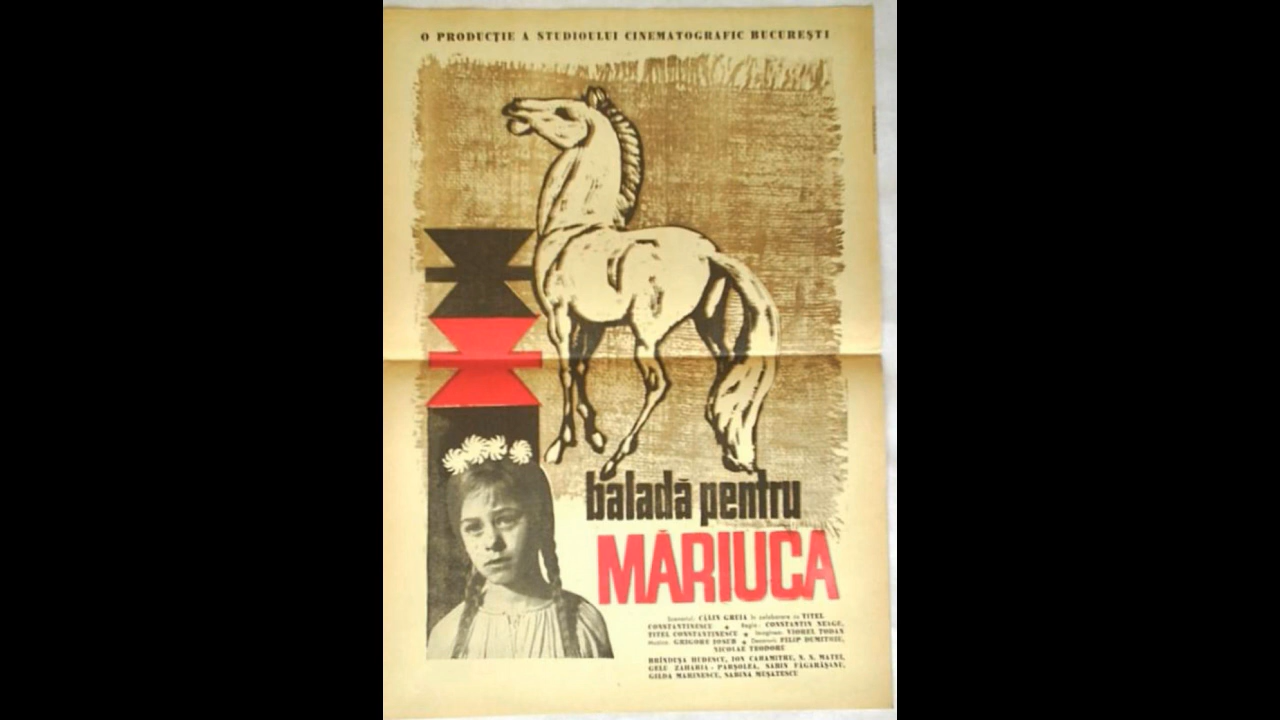 O PRODUCȚIE A STUDIOULUI CINEMATOGRAFIC BUCUREȘTI
baladă pentru
MĂRIUCA
Scenariul: CĂLIN GRUIA în colaborare cu TITEL
CONSTANTINESCU ★ Regia: CONSTANTIN NEAGU,
TITEL CONSTANTINESCU ★ Imaginea: VIOREL TODAN
Muzica: GRIGORE IOSUB ★ Decoruri: FILIP DUMITRIU,
NICOLAE TEODORU
BRÎNDUȘA HUDESCU, ION CARAMITRU, N. N. MATEI,
GELU ZAHARIA - PARȘOLEA, SABIN FĂGĂRĂȘANU,
GILDA MARINESCU, SABINA MUȘATESCU